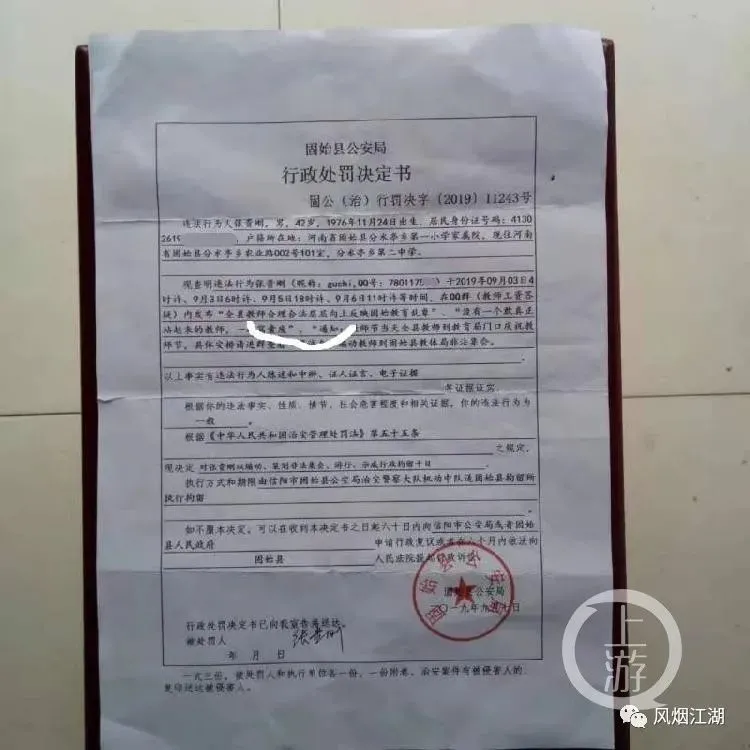 固始县公安局
行政处罚决定书
固公（治）行罚决字〔2019〕11243号
违法行为人张贵刚，男，42岁，1976年11月24日出生，居民身份证号码：4130
2619 ，户籍所在地：河南省固始县分水亭乡第一小学家属院，现住河南
省固始县分水亭乡农业路002号101室，分水亭乡第二中学。
现查明违法行为张贵刚（昵称：guchi，QQ号：7801175 ）于2019年09月03日4
时许、9月3日6时许、9月5日18时许、9月6日11时许等时间，在QQ群（教师工资答
疑）内发布“全县教师合理合法层层向上反映固始教育乱章”、“没有一个敢真正
站起来的教师， ”、“通知 师节当天全县教师到教育局门口庆祝教
师节，具体安排请进群 动教师到固始县教体局非法集会。
以上事实有违法行为人陈述和申辩、证人证言、电子证据
等证据证实。
根据你的违法事实、性质、情节、社会危害程度和相关证据，你的违法行为为
一般 。
根据《中华人民共和国治安管理处罚法》第五十五条
之规定，
现决定 对张贵刚以煽动、策划非法集会、游行、示威行政拘留十日
执行方式和期限由信阳市固始县公安局治安警察大队机动中队送固始县拘留所
执行拘留
如不服本决定，可以在收到本决定书之日起六十日内向信阳市公安局或者固始
县人民政府 申请行政复议或者在六个月内依法向
固始县 人民法院提起行政诉讼。
固始县公安局
固始县公安局
二〇一九年九月七日
行政处罚决定书已向我宣告并送达。
被处罚人 张贵刚
年 月 日
一式三份，被处罚人和执行单位各一份，一份附卷。治安案件有被侵害人的，
复印送达被侵害人。
上游
风烟江湖